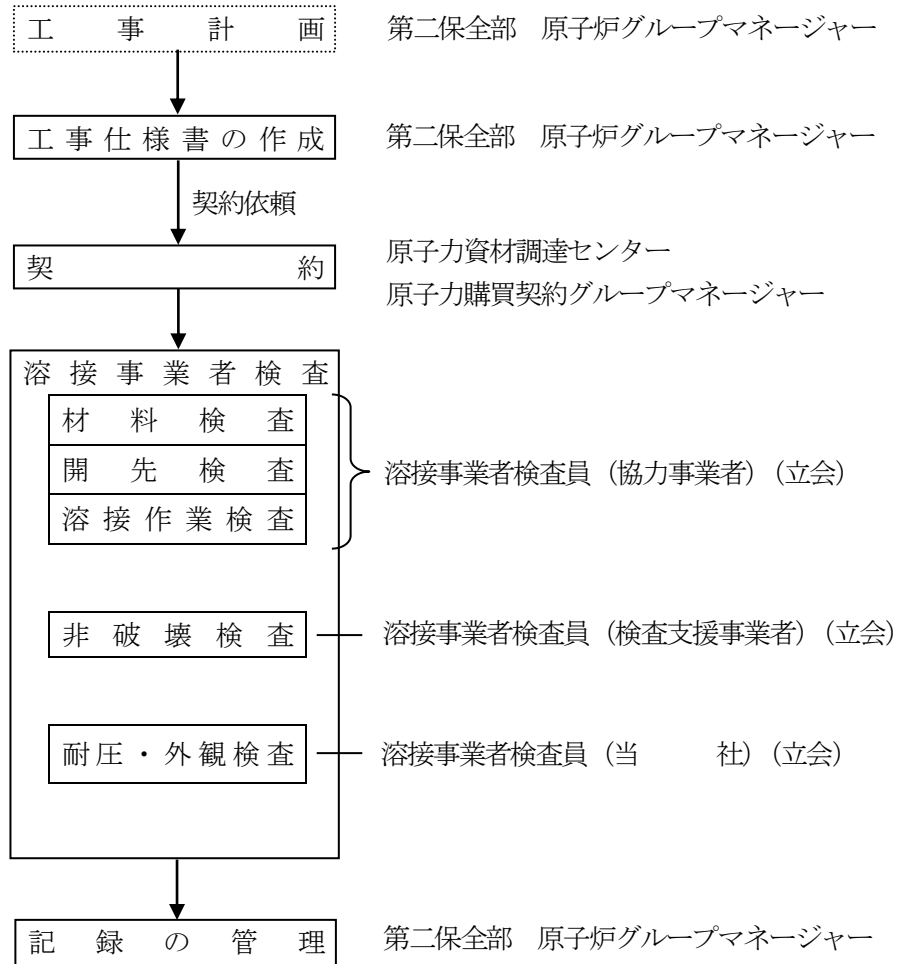 工事計画 第二保全部 原子炉グループマネージャー
工事仕様書の作成 第二保全部 原子炉グループマネージャー
契約依頼
契約 原子力資材調達センター
原子力購買契約グループマネージャー
溶接事業者検査
材料検査
開先検査 溶接事業者検査員（協力事業者）（立会）
溶接作業検査
非破壊検査 溶接事業者検査員（検査支援事業者）（立会）
耐圧・外観検査 溶接事業者検査員（当 社）（立会）
記録の管理 第二保全部 原子炉グループマネージャー